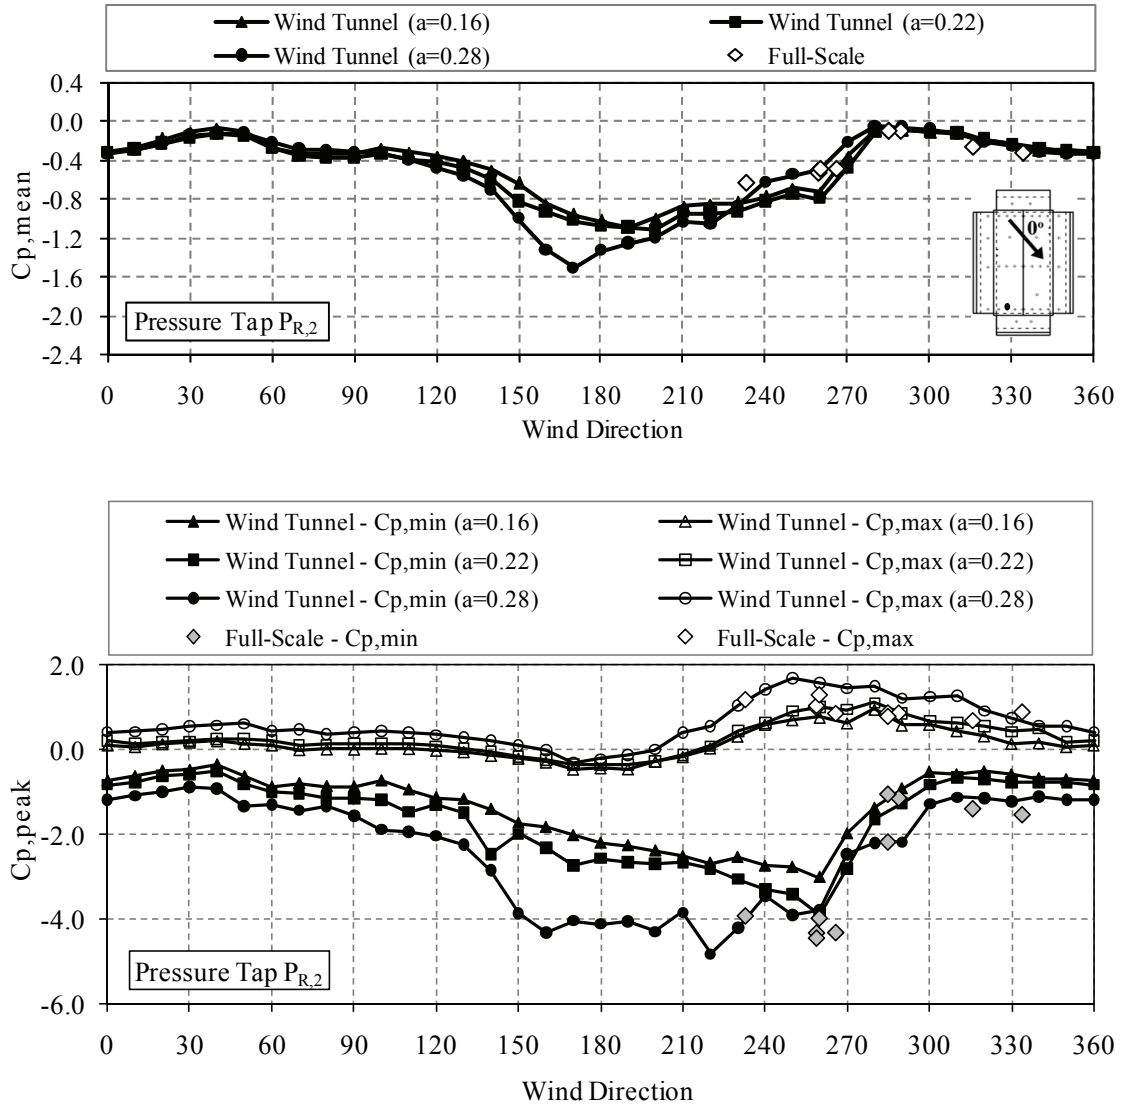 Wind Tunnel (a=0.16)
Wind Tunnel (a=0.22)
Wind Tunnel (a=0.28)
Full-Scale
0.4
0.0
-0.4
-0.8
-1.2
-1.6
-2.0
-2.4
Cp,mean
0°
Pressure Tap P_R,2
0 30 60 90 120 150 180 210 240 270 300 330 360
Wind Direction
Wind Tunnel - Cp,min (a=0.16)
Wind Tunnel - Cp,max (a=0.16)
Wind Tunnel - Cp,min (a=0.22)
Wind Tunnel - Cp,max (a=0.22)
Wind Tunnel - Cp,min (a=0.28)
Wind Tunnel - Cp,max (a=0.28)
Full-Scale - Cp,min
Full-Scale - Cp,max
2.0
0.0
-2.0
-4.0
-6.0
Cp,peak
Pressure Tap P_R,2
0 30 60 90 120 150 180 210 240 270 300 330 360
Wind Direction